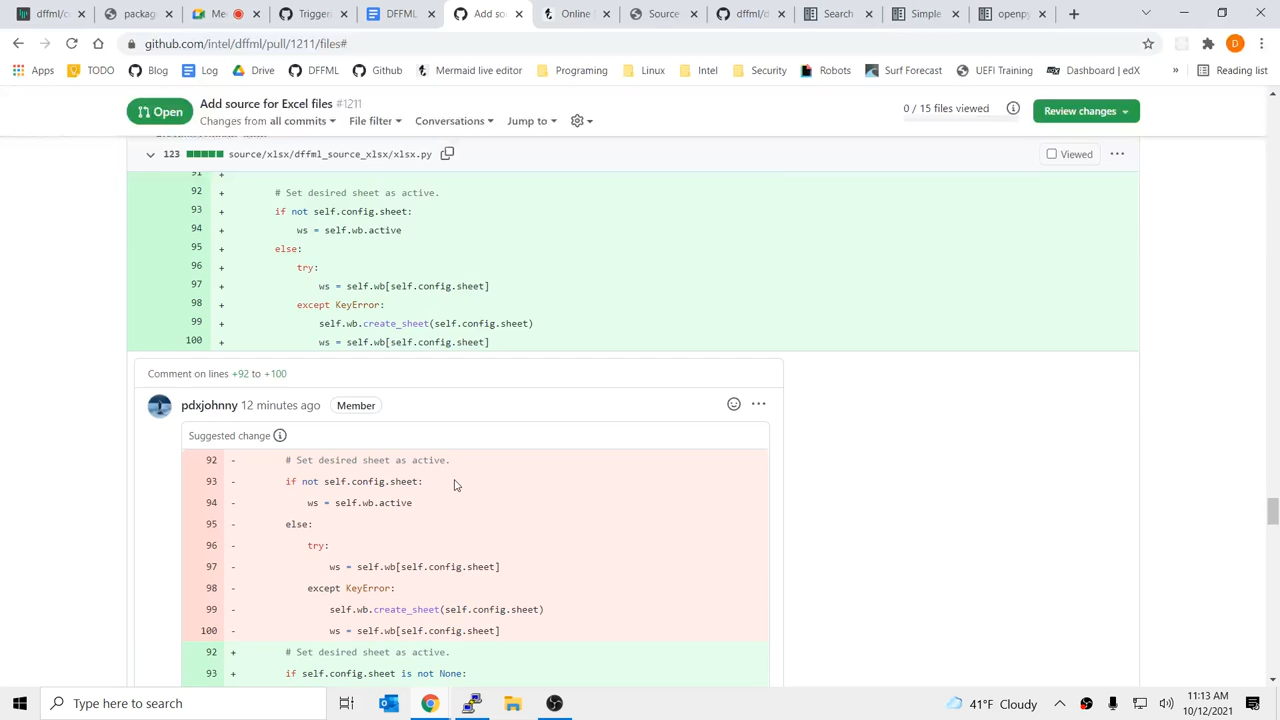 dffml/c
packag
Me
Trigger
DFFML
Add so
Online
Source
dffml/d
Search
Simple
openpy
github.com/intel/dffml/pull/1211/files#
Apps TODO Blog Log Drive DFFML Github Mermaid live editor Programing Linux Intel Security Robots Surf Forecast UEFI Training Dashboard | edX » Reading list
Open
Add source for Excel files #1211
Changes from all commits File filter Conversations Jump to
0 / 15 files viewed
Review changes
123 source/xlsx/dffml_source_xlsx/xlsx.py
Viewed
91 +
92 + # Set desired sheet as active.
93 + if not self.config.sheet:
94 + ws = self.wb.active
95 + else:
96 + try:
97 + ws = self.wb[self.config.sheet]
98 + except KeyError:
99 + self.wb.create_sheet(self.config.sheet)
100 + ws = self.wb[self.config.sheet]
Comment on lines +92 to +100
pdxjohnny 12 minutes ago Member
Suggested change
92 - # Set desired sheet as active.
93 - if not self.config.sheet:
94 - ws = self.wb.active
95 - else:
96 - try:
97 - ws = self.wb[self.config.sheet]
98 - except KeyError:
99 - self.wb.create_sheet(self.config.sheet)
100 - ws = self.wb[self.config.sheet]
92 + # Set desired sheet as active.
93 + if self.config.sheet is not None:
Type here to search
41°F Cloudy
11:13 AM
10/12/2021